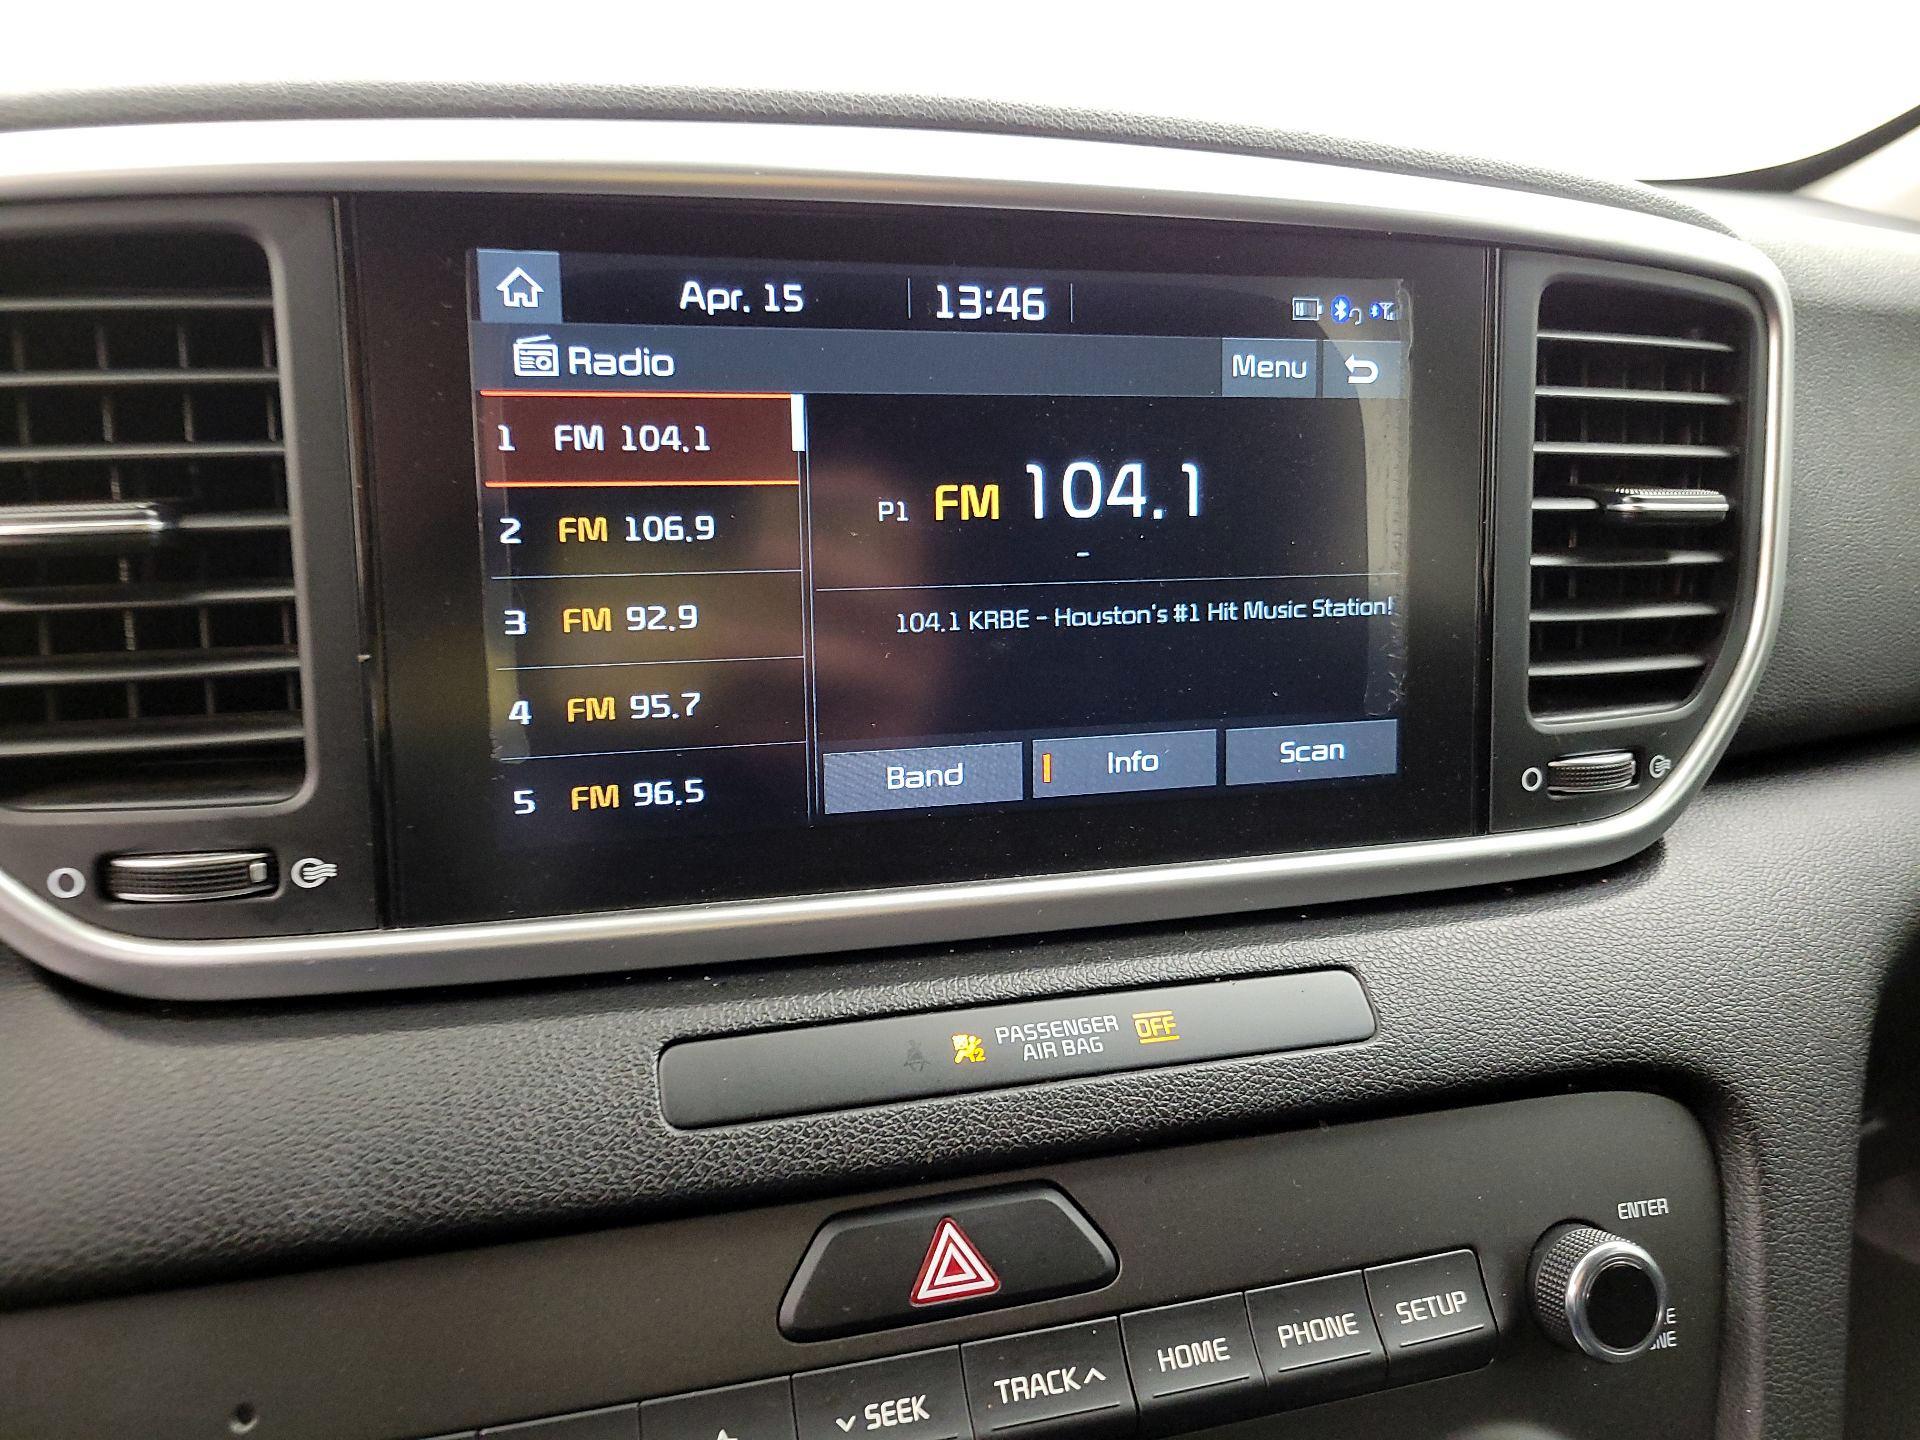 Apr. 15
13:46
Radio
Menu
1 FM 104.1
2 FM 106.9
3 FM 92.9
4 FM 95.7
5 FM 96.5
P1 FM 104.1
-
104.1 KRBE - Houston's #1 Hit Music Station!
Band
Info
Scan
PASSENGER
AIR BAG
OFF
2
ENTER
SEEK
TRACK
HOME
PHONE
SETUP